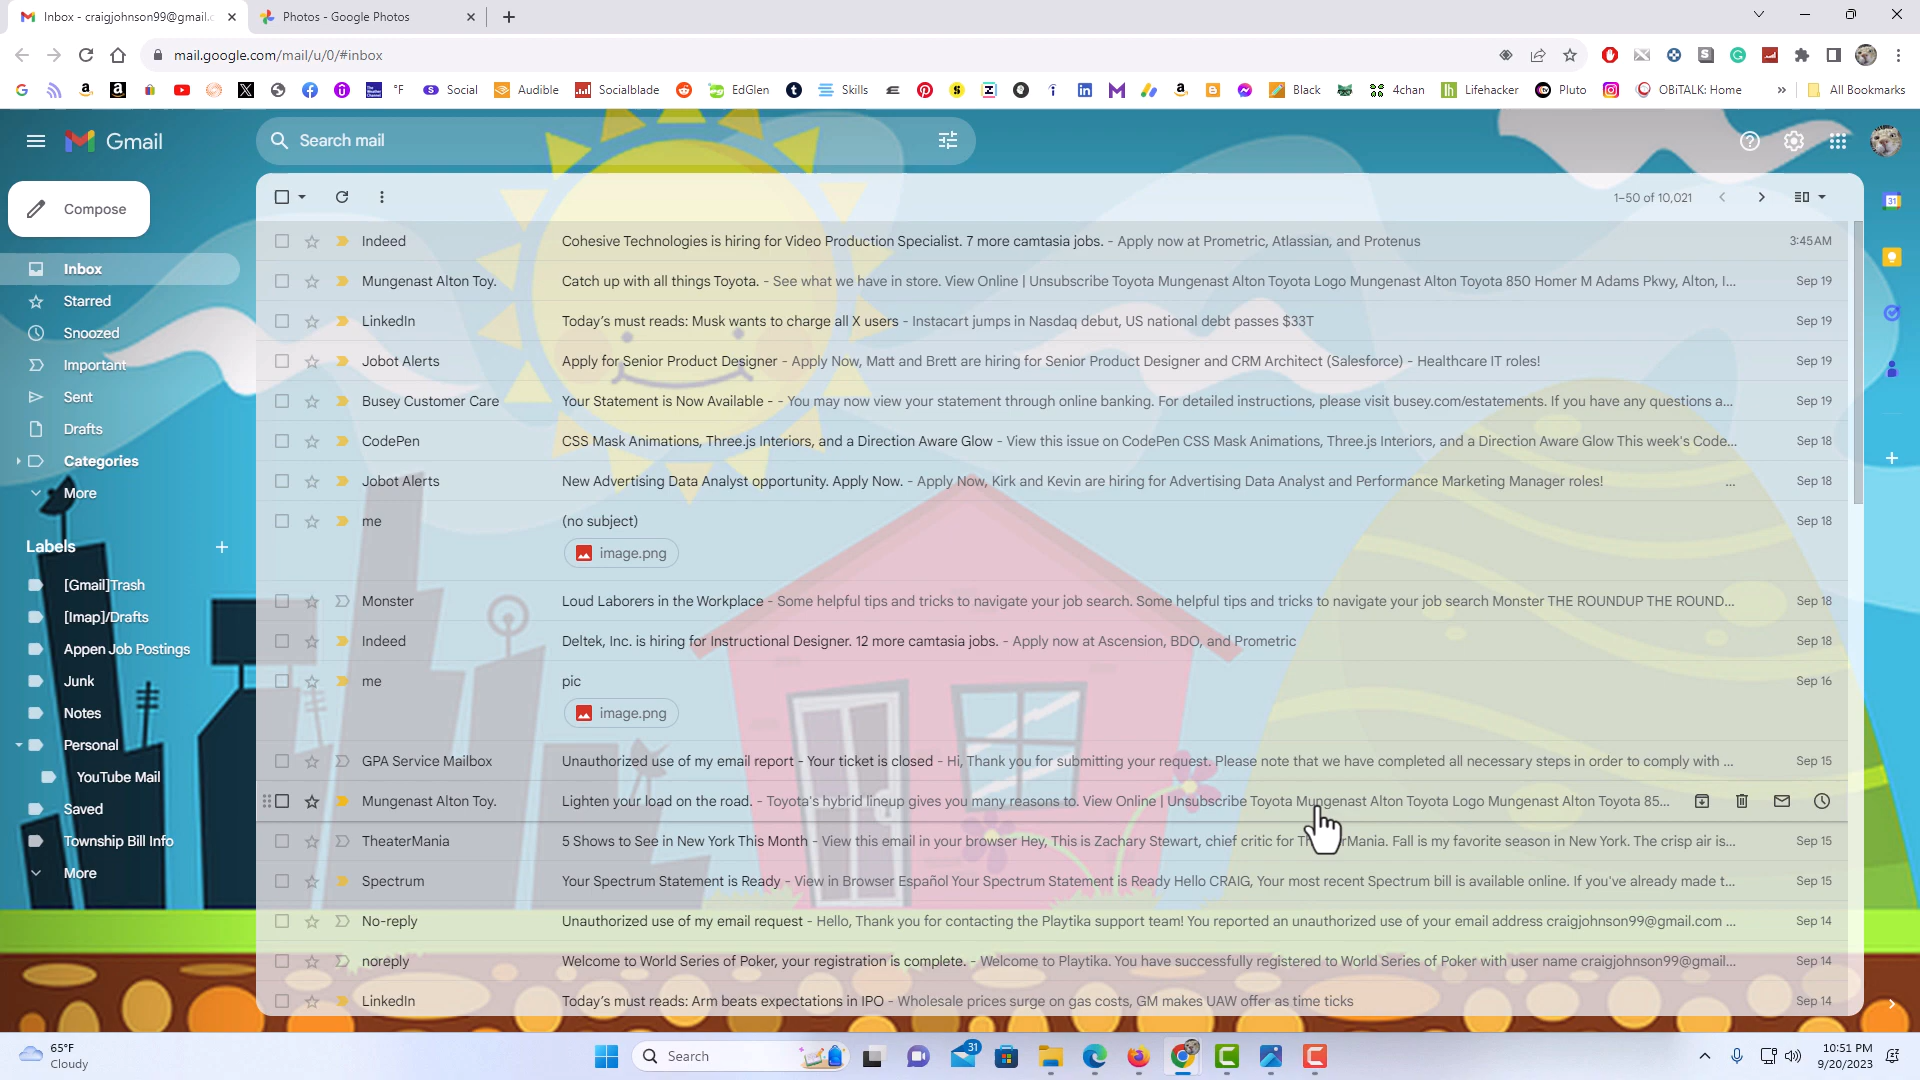 Inbox - craigjohnson99@gmail.c
Photos - Google Photos
mail.google.com/mail/u/0/#inbox
°F
Social
Audible
Socialblade
EdGlen
Skills
Black
4chan
Lifehacker
Pluto
OBiTALK: Home
»
All Bookmarks
Gmail
Search mail
Compose
1–50 of 10,021
31
Inbox
Starred
Snoozed
Important
Sent
Drafts
Categories
More
Labels
[Gmail]Trash
[Imap]/Drafts
Appen Job Postings
Junk
Notes
Personal
YouTube Mail
Saved
Township Bill Info
More
Indeed Cohesive Technologies is hiring for Video Production Specialist. 7 more camtasia jobs. - Apply now at Prometric, Atlassian, and Protenus 3:45 AM
Mungenast Alton Toy. Catch up with all things Toyota. - See what we have in store. View Online | Unsubscribe Toyota Mungenast Alton Toyota Logo Mungenast Alton Toyota 850 Homer M Adams Pkwy, Alton, I... Sep 19
LinkedIn Today's must reads: Musk wants to charge all X users - Instacart jumps in Nasdaq debut, US national debt passes $33T Sep 19
Jobot Alerts Apply for Senior Product Designer - Apply Now, Matt and Brett are hiring for Senior Product Designer and CRM Architect (Salesforce) - Healthcare IT roles! Sep 19
Busey Customer Care Your Statement is Now Available - - You may now view your statement through online banking. For detailed instructions, please visit busey.com/estatements. If you have any questions a... Sep 19
CodePen CSS Mask Animations, Three.js Interiors, and a Direction Aware Glow - View this issue on CodePen CSS Mask Animations, Three.js Interiors, and a Direction Aware Glow This week's Code... Sep 18
Jobot Alerts New Advertising Data Analyst opportunity. Apply Now. - Apply Now, Kirk and Kevin are hiring for Advertising Data Analyst and Performance Marketing Manager roles! ... Sep 18
me (no subject) Sep 18
image.png
Monster Loud Laborers in the Workplace - Some helpful tips and tricks to navigate your job search. Some helpful tips and tricks to navigate your job search Monster THE ROUNDUP THE ROUND... Sep 18
Indeed Deltek, Inc. is hiring for Instructional Designer. 12 more camtasia jobs. - Apply now at Ascension, BDO, and Prometric Sep 18
me pic Sep 16
image.png
GPA Service Mailbox Unauthorized use of my email report - Your ticket is closed - Hi, Thank you for submitting your request. Please note that we have completed all necessary steps in order to comply with ... Sep 15
Mungenast Alton Toy. Lighten your load on the road. - Toyota's hybrid lineup gives you many reasons to. View Online | Unsubscribe Toyota Mungenast Alton Toyota Logo Mungenast Alton Toyota 85...
TheaterMania 5 Shows to See in New York This Month - View this email in your browser Hey, This is Zachary Stewart, chief critic for Th rMania. Fall is my favorite season in New York. The crisp air is... Sep 15
Spectrum Your Spectrum Statement is Ready - View in Browser Español Your Spectrum Statement is Ready Hello CRAIG, Your most recent Spectrum bill is available online. If you've already made t... Sep 15
No-reply Unauthorized use of my email request - Hello, Thank you for contacting the Playtika support team! You reported an unauthorized use of your email address craigjohnson99@gmail.com ... Sep 14
noreply Welcome to World Series of Poker, your registration is complete. - Welcome to Playtika. You have successfully registered to World Series of Poker with user name craigjohnson99@gmail... Sep 14
LinkedIn Today's must reads: Arm beats expectations in IPO - Wholesale prices surge on gas costs, GM makes UAW offer as time ticks Sep 14
65°F
Cloudy
Search
31
10:51 PM
9/20/2023